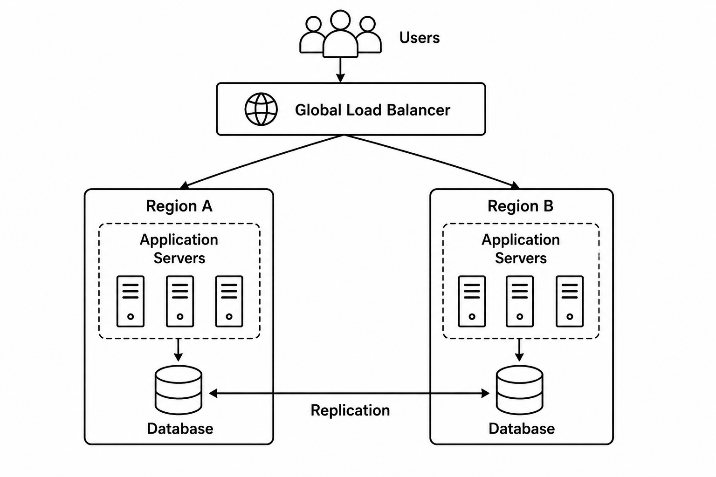 Users
Global Load Balancer
Region A
Application
Servers
Database
Region B
Application
Servers
Database
Replication